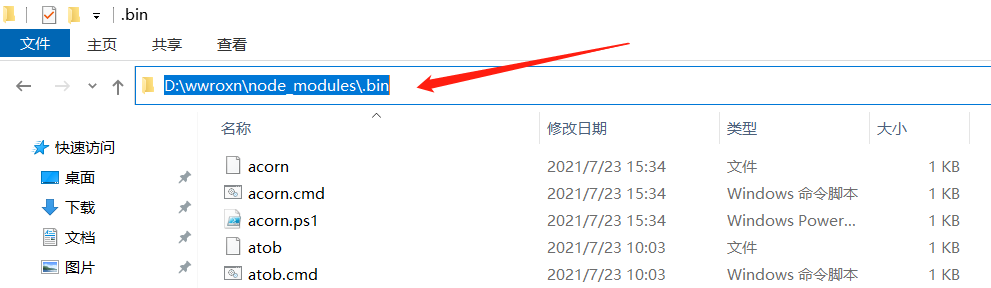 .bin
文件 主页 共享 查看
D:\wwroxn\node_modules\.bin
名称 修改日期 类型 大小
快速访问
桌面
下载
文档
图片
acorn 2021/7/23 15:34 文件 1 KB
acorn.cmd 2021/7/23 15:34 Windows 命令脚本 1 KB
acorn.ps1 2021/7/23 15:34 Windows Power... 1 KB
atob 2021/7/23 10:03 文件 1 KB
atob.cmd 2021/7/23 10:03 Windows 命令脚本 1 KB